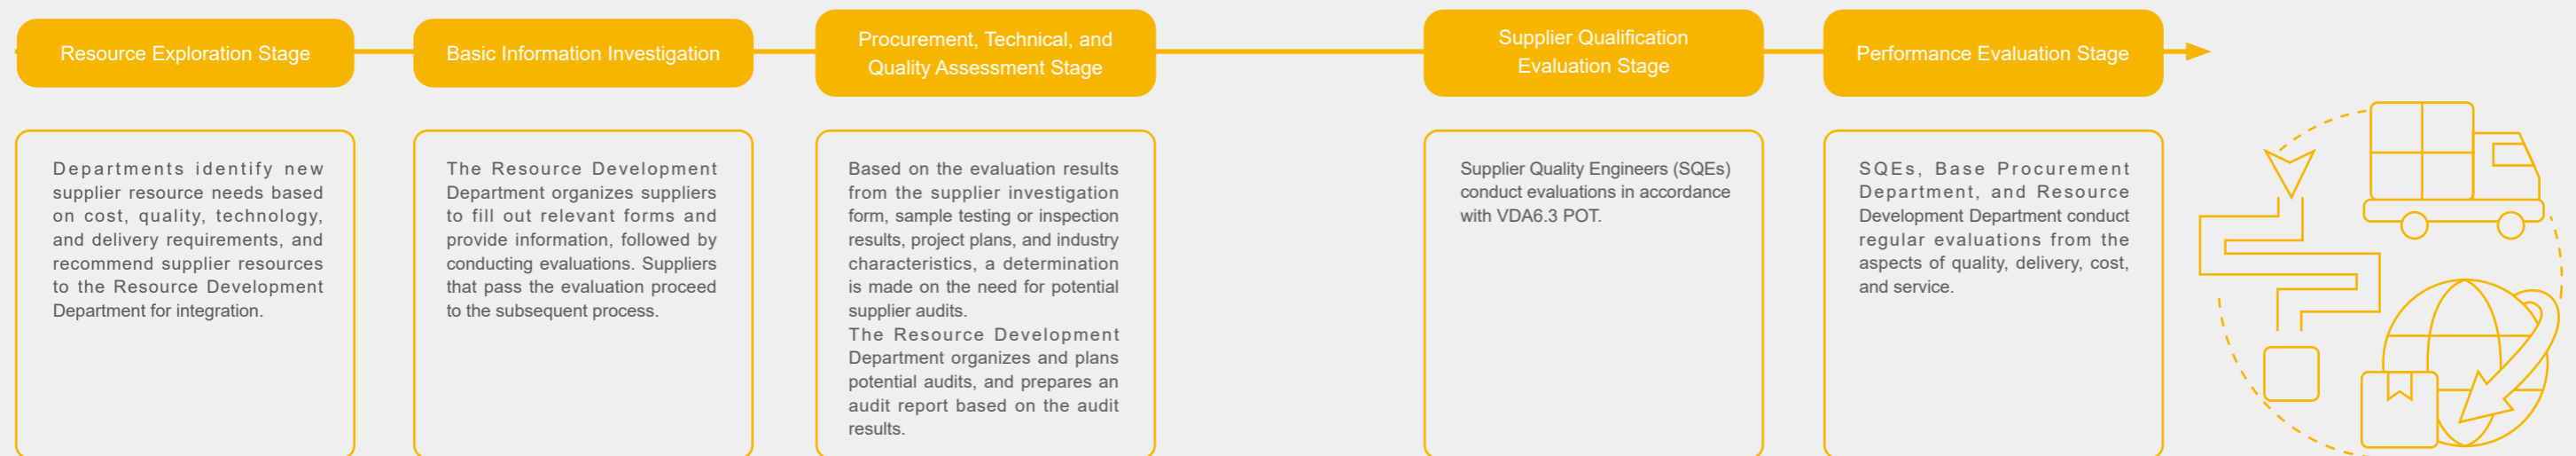 Resource Exploration Stage
Basic Information Investigation
Procurement, Technical, and
Quality Assessment Stage
Supplier Qualification
Evaluation Stage
Performance Evaluation Stage
Departments identify new
supplier resource needs based
on cost, quality, technology,
and delivery requirements, and
recommend supplier resources
to the Resource Development
Department for integration.
The Resource Development
Department organizes suppliers
to fill out relevant forms and
provide information, followed by
conducting evaluations. Suppliers
that pass the evaluation proceed
to the subsequent process.
Based on the evaluation results
from the supplier investigation
form, sample testing or inspection
results, project plans, and industry
characteristics, a determination
is made on the need for potential
supplier audits.
The Resource Development
Department organizes and plans
potential audits, and prepares an
audit report based on the audit
results.
Supplier Quality Engineers (SQEs)
conduct evaluations in accordance
with VDA6.3 POT.
SQEs, Base Procurement
Department, and Resource
Development Department conduct
regular evaluations from the
aspects of quality, delivery, cost,
and service.